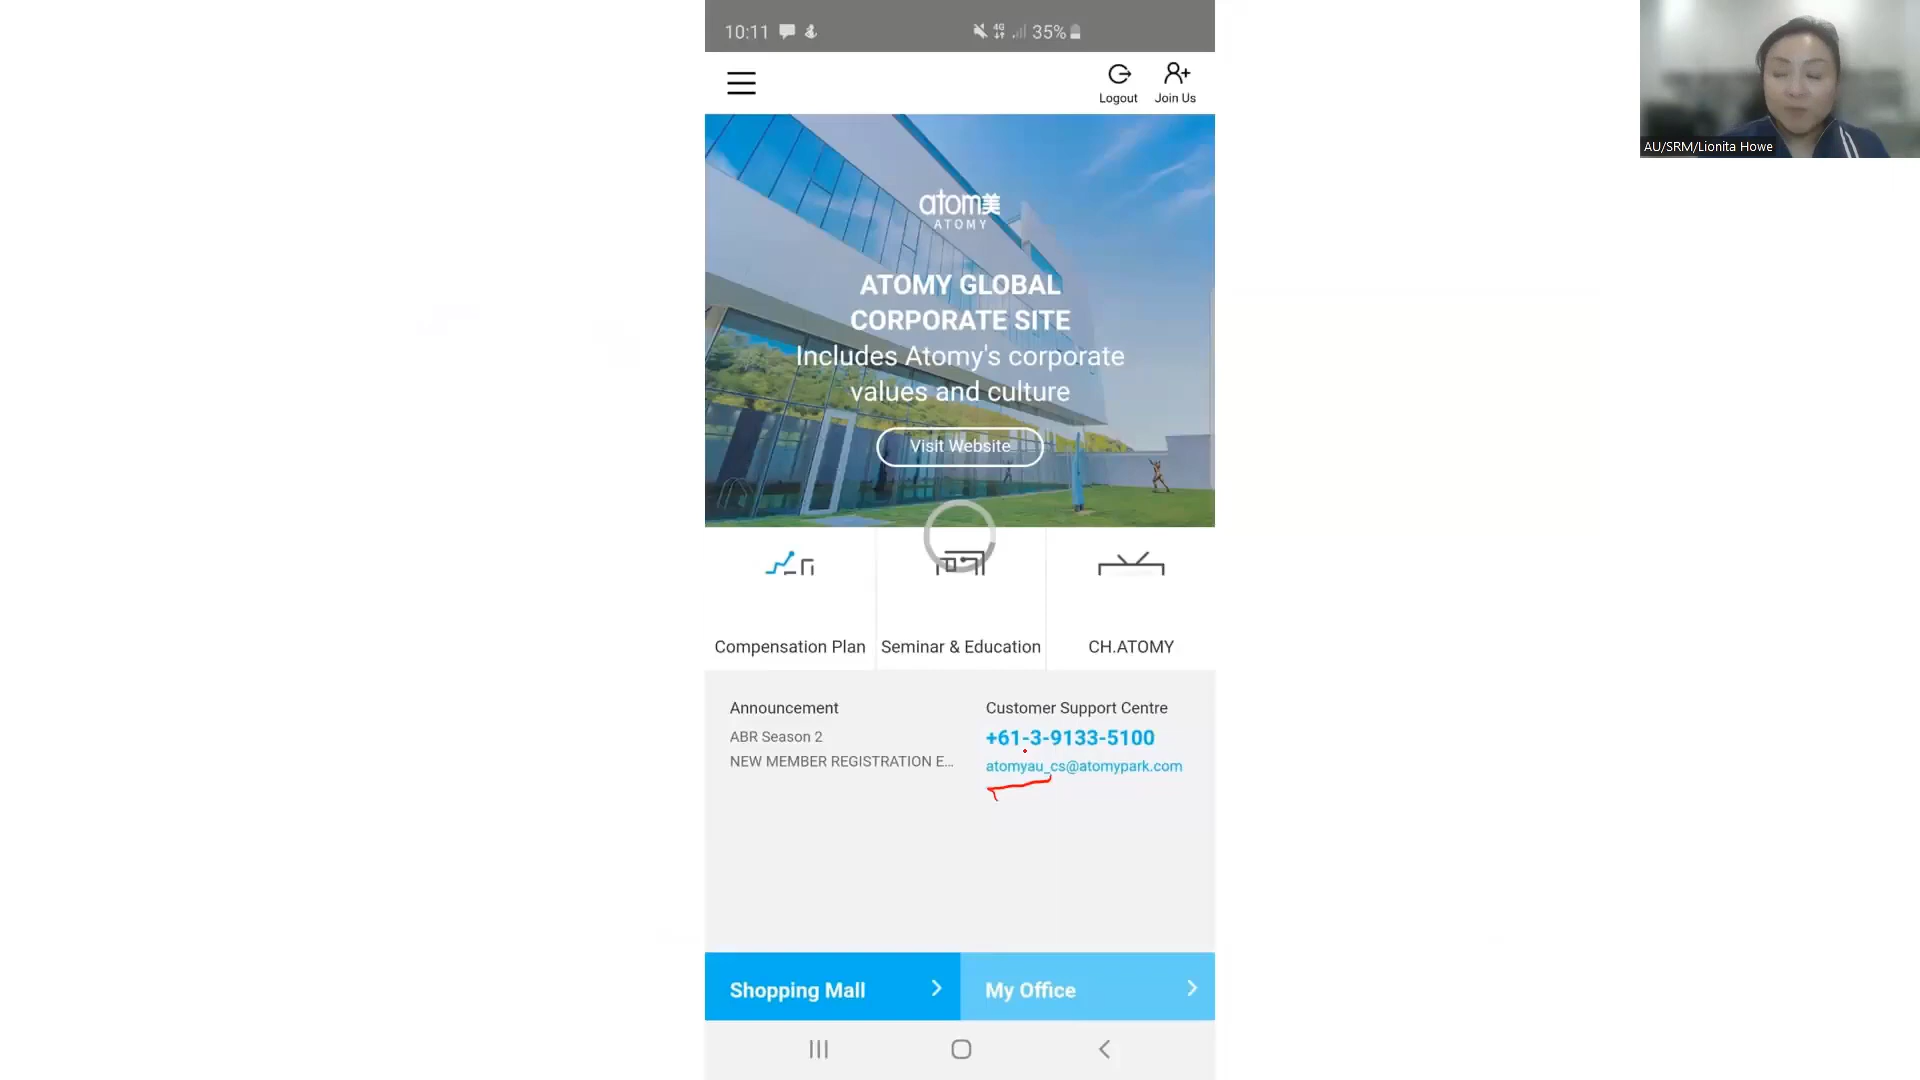 10:11
4G
35%
Logout
Join Us
atom美
ATOMY
ATOMY GLOBAL
CORPORATE SITE
Includes Atomy's corporate
values and culture
Visit Website
Compensation Plan
Seminar & Education
CH.ATOMY
Announcement
ABR Season 2
NEW MEMBER REGISTRATION E...
Customer Support Centre
+61-3-9133-5100
atomyau_cs@atomypark.com
Shopping Mall
My Office
AU/SRM/Lionita Howe